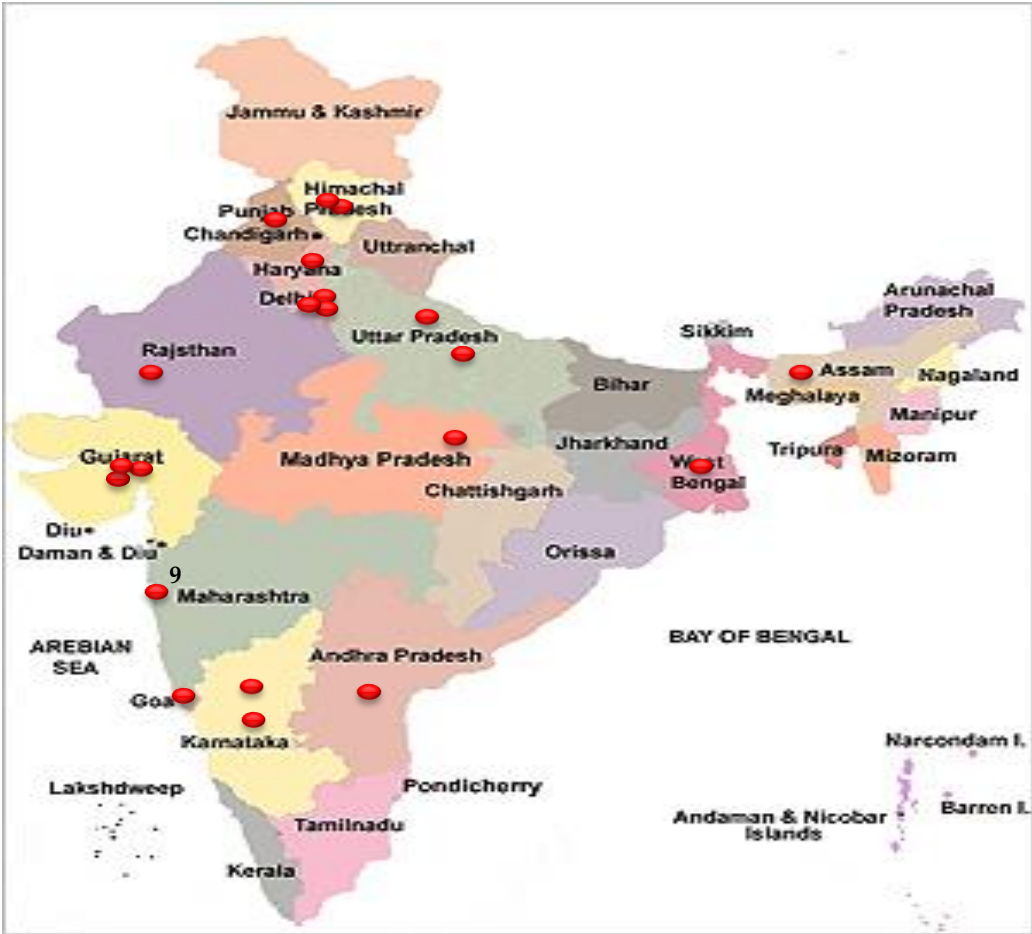 Jammu & Kashmir
Himachal
Pradesh
Punjab
Chandigarh
Uttranchal
Haryana
Delhi
Arunachal
Pradesh
Sikkim
Uttar Pradesh
Rajsthan
Assam
Nagaland
Bihar
Meghalaya
Manipur
Jharkhand
Tripura
Mizoram
Gujarat
Madhya Pradesh
West
Bengal
Chattishgarh
Diu
Daman & Diu
Orissa
9
Maharashtra
BAY OF BENGAL
AREBIAN
SEA
Andhra Pradesh
Goa
Karnataka
Narcondam I.
Lakshdweep
Pondicherry
Barren I.
Andaman & Nicobar
Islands
Tamilnadu
Kerala